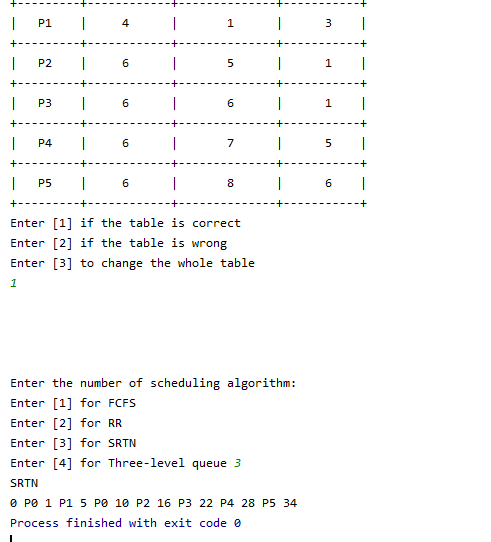 +---------+----------+------------+---------+
| P1 | 4 | 1 | 3 |
+---------+----------+------------+---------+
| P2 | 6 | 5 | 1 |
+---------+----------+------------+---------+
| P3 | 6 | 6 | 1 |
+---------+----------+------------+---------+
| P4 | 6 | 7 | 5 |
+---------+----------+------------+---------+
| P5 | 6 | 8 | 6 |
+---------+----------+------------+---------+
Enter [1] if the table is correct
Enter [2] if the table is wrong
Enter [3] to change the whole table
1
Enter the number of scheduling algorithm:
Enter [1] for FCFS
Enter [2] for RR
Enter [3] for SRTN
Enter [4] for Three-level queue 3
SRTN
0 P0 1 P1 5 P0 10 P2 16 P3 22 P4 28 P5 34
Process finished with exit code 0